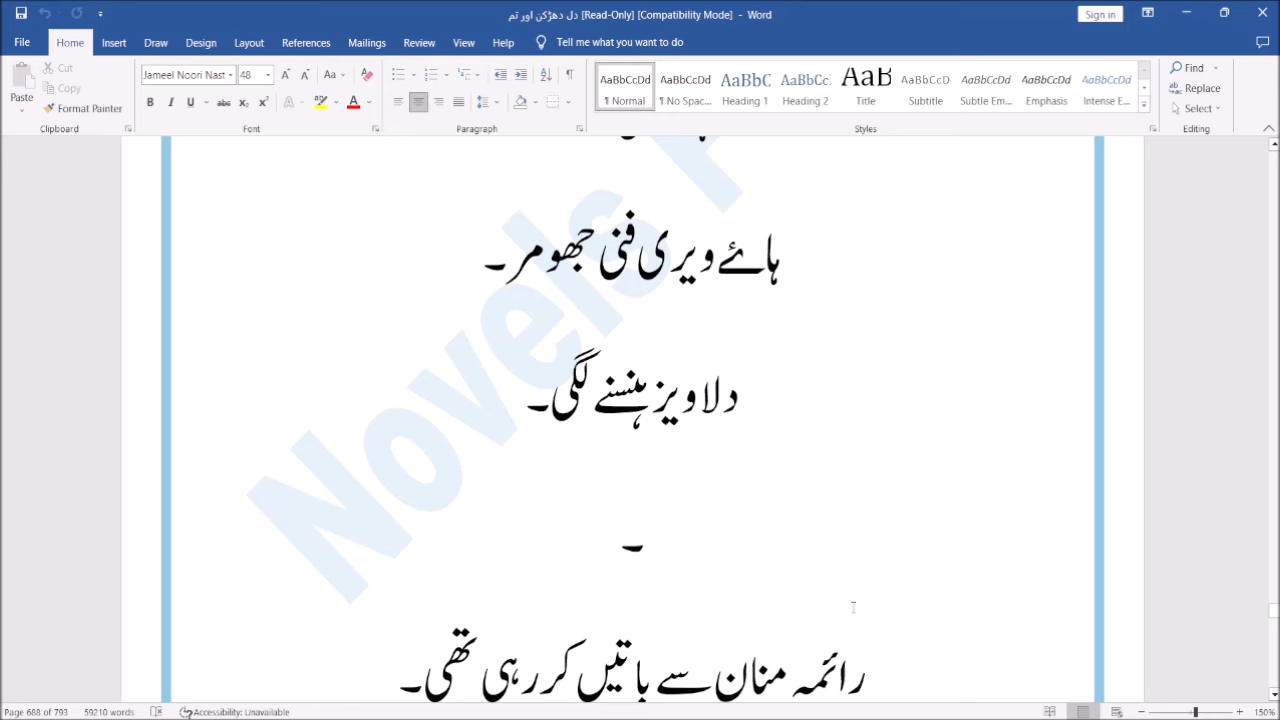 دل دھڑکن اور تم [Read-Only] [Compatibility Mode] - Word
Sign in
File Home Insert Draw Design Layout References Mailings Review View Help Tell me what you want to do
Paste
Cut
Copy
Format Painter
Clipboard
Jameel Noori Nast 48
Font
Paragraph
AaBbCcDd AaBbCcDd AaBbC AaBbCc AaB AaBbCcD AaBbCcDd AaBbCcDd AaBbCcDd
¶ Normal ¶ No Spac... Heading 1 Heading 2 Title Subtitle Subtle Em... Emphasis Intense E...
Styles
Find
Replace
Select
Editing
ہائے ویری فنی جھومر۔
دلاویز ہنسنے لگی۔
۔
رائمہ منان سے باتیں کر رہی تھی۔
Novels
Page 688 of 793 59210 words Accessibility: Unavailable 150%